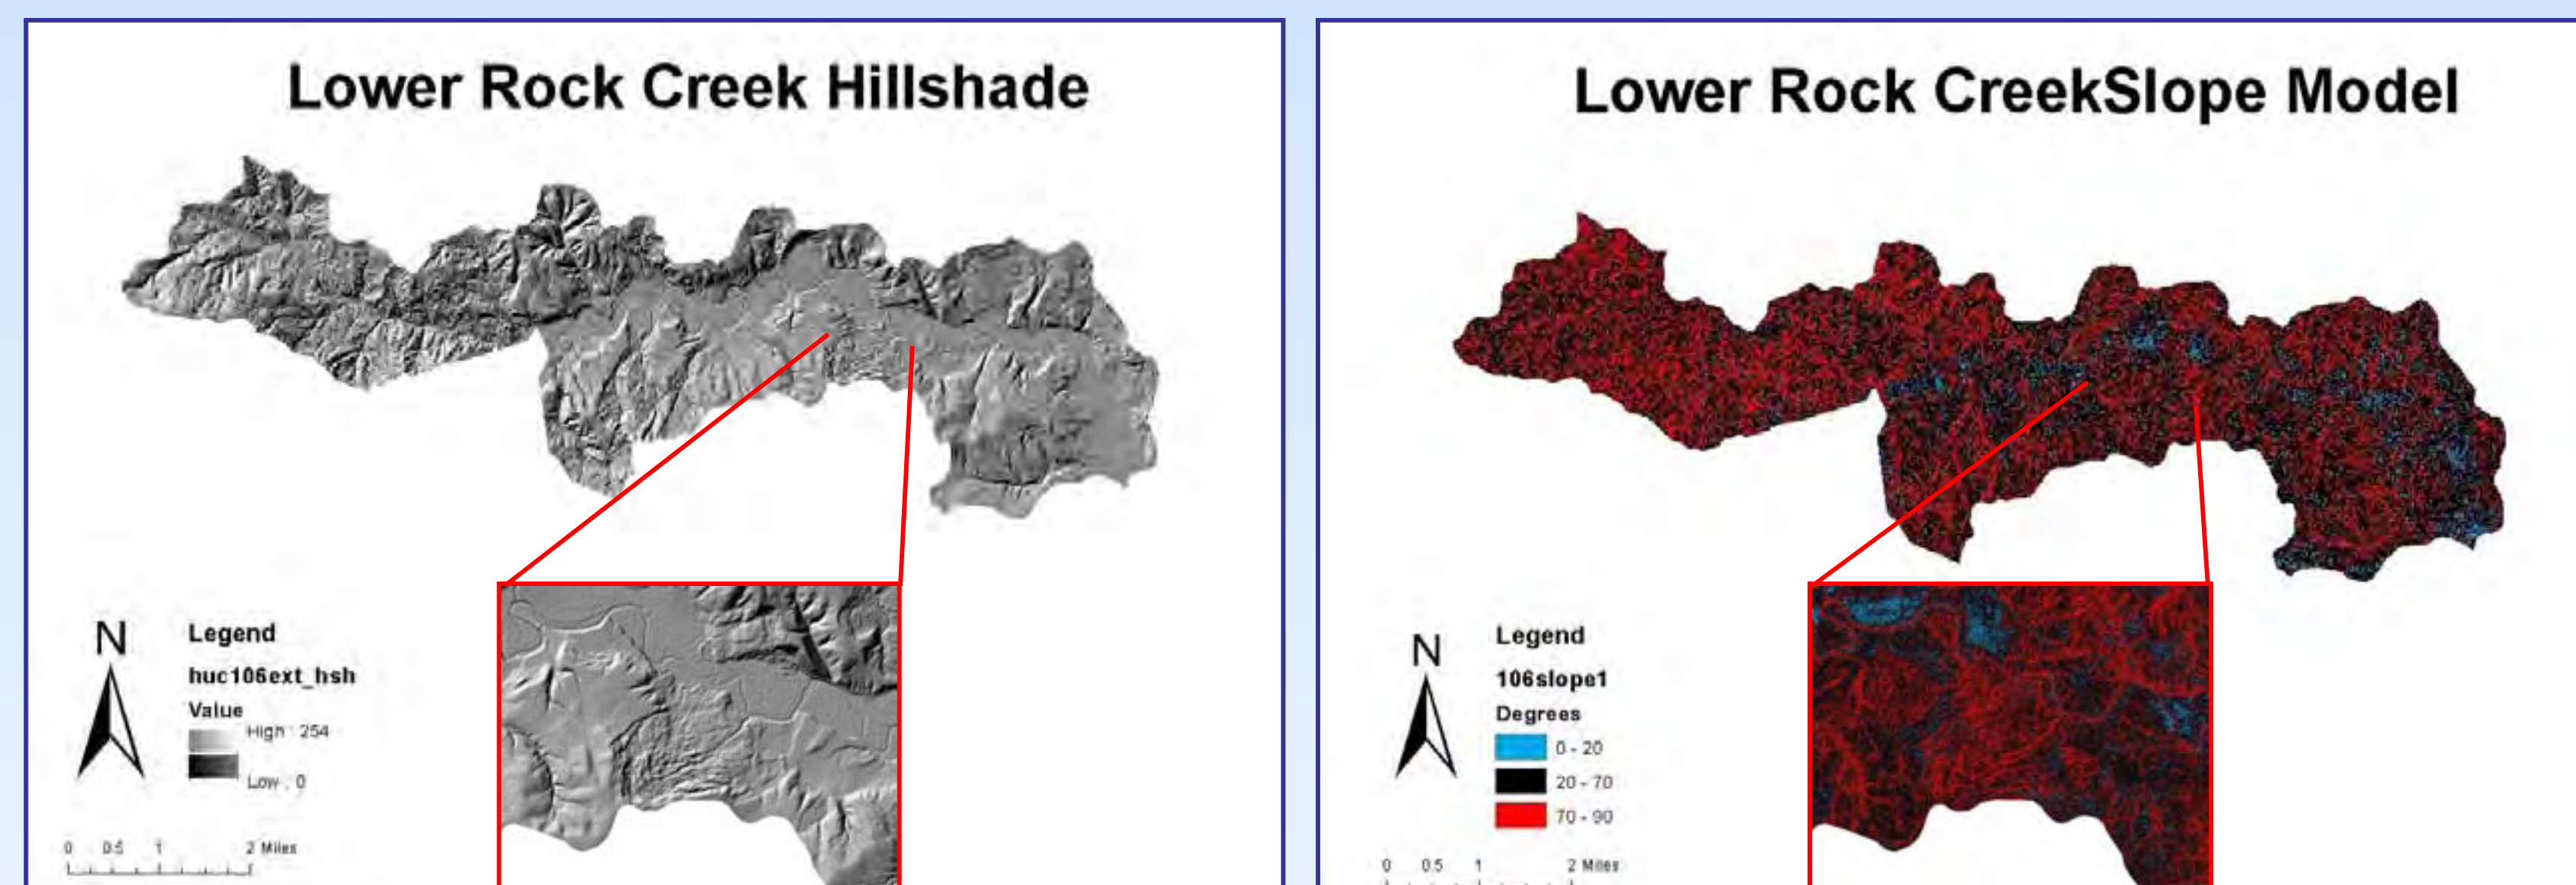 Lower Rock Creek Hillshade
N
Legend
huc106ext_hsh
Value
High : 254
Low : 0
0 0.5 1 2 Miles
Lower Rock CreekSlope Model
N
Legend
106slope1
Degrees
0 - 20
20 - 70
70 - 90
0 0.5 1 2 Miles